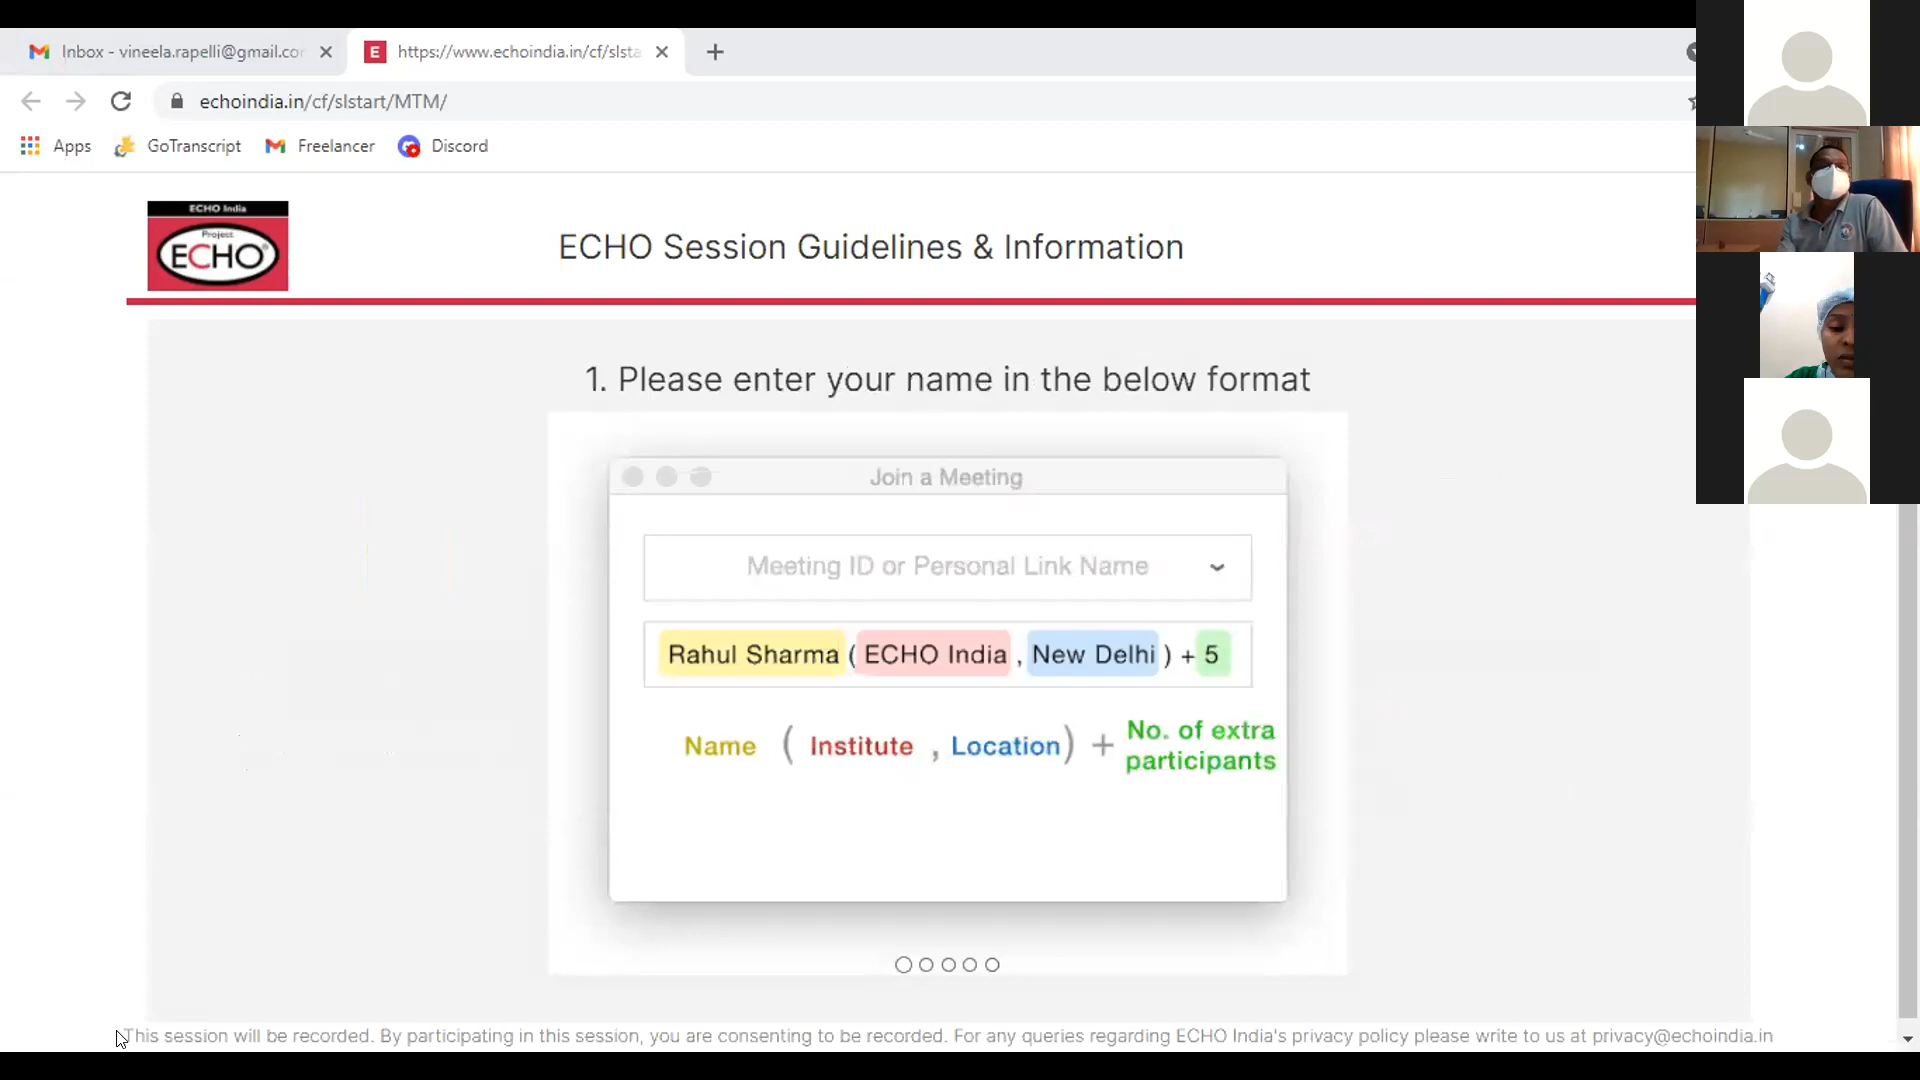 Inbox - vineela.rapelli@gmail.co
https://www.echoindia.in/cf/slsta
echoindia.in/cf/slstart/MTM/
Apps
GoTranscript
Freelancer
Discord
ECHO India
Project
ECHO®
ECHO Session Guidelines & Information
1. Please enter your name in the below format
Join a Meeting
Meeting ID or Personal Link Name
Rahul Sharma ( ECHO India , New Delhi ) + 5
Name ( Institute , Location ) + No. of extra participants
This session will be recorded. By participating in this session, you are consenting to be recorded. For any queries regarding ECHO India's privacy policy please write to us at privacy@echoindia.in